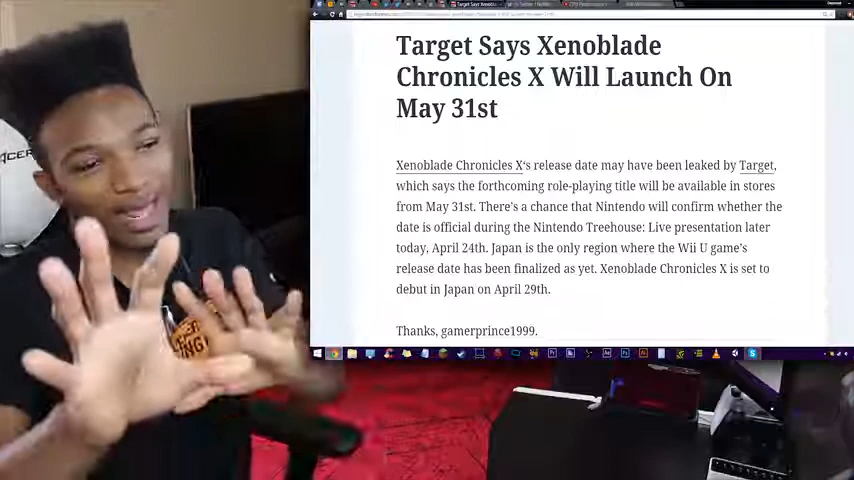 Target Says Xenoblade
Chronicles X Will Launch On
May 31st
Xenoblade Chronicles X‘s release date may have been leaked by Target,
which says the forthcoming role-playing title will be available in stores
from May 31st. There’s a chance that Nintendo will confirm whether the
date is official during the Nintendo Treehouse: Live presentation later
today, April 24th. Japan is the only region where the Wii U game’s
release date has been finalized as yet. Xenoblade Chronicles X is set to
debut in Japan on April 29th.
Thanks, gamerprince1999.